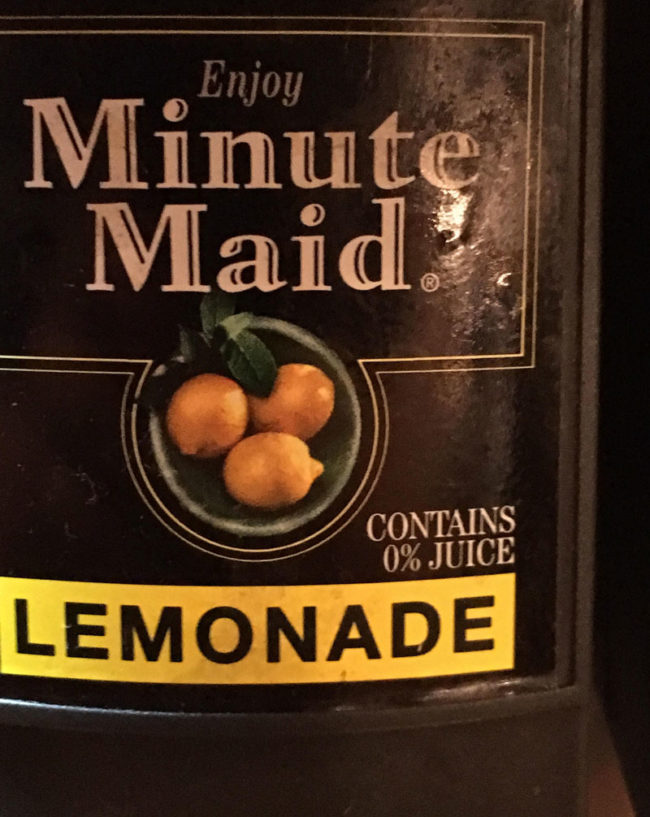 Enjoy
Minute
Maid®
CONTAINS
0% JUICE
LEMONADE